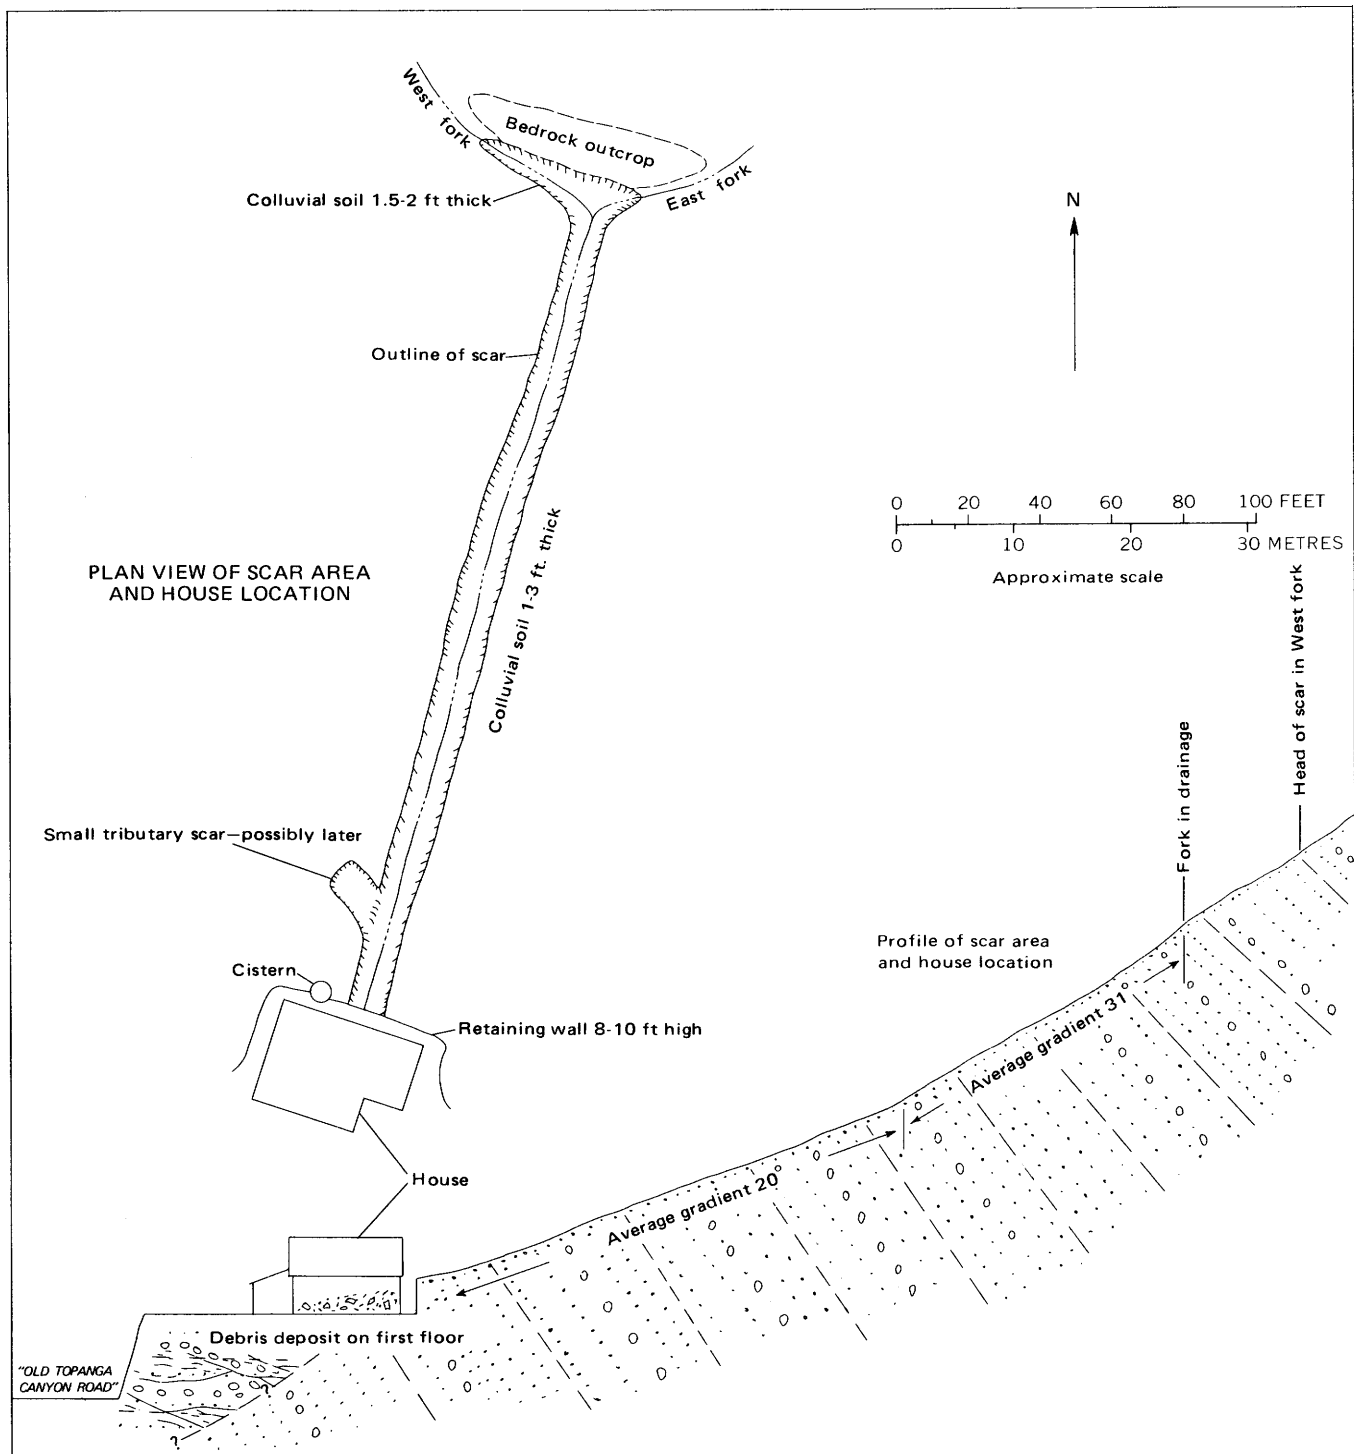 West fork
Bedrock outcrop
East fork
Colluvial soil 1.5-2 ft thick
N
Outline of scar
0 20 40 60 80 100 FEET
0 10 20 30 METRES
Approximate scale
PLAN VIEW OF SCAR AREA
AND HOUSE LOCATION
Colluvial soil 1-3 ft. thick
Head of scar in West fork
Fork in drainage
Small tributary scar—possibly later
Profile of scar area
and house location
Cistern
Retaining wall 8-10 ft high
Average gradient 31°
House
Average gradient 20°
Debris deposit on first floor
"OLD TOPANGA
CANYON ROAD"
?
?